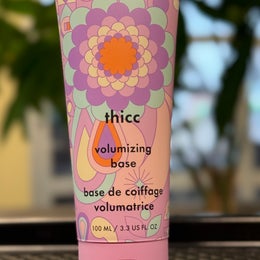 thicc
volumizing
base
base de coiffage
volumatrice
100 ML / 3.3 US FL OZ